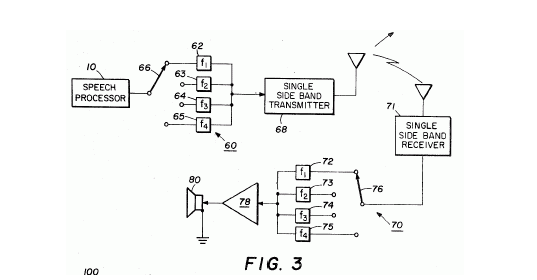 10
SPEECH
PROCESSOR
66
62
f1
63
f2
64
f3
65
f4
60
SINGLE
SIDE BAND
TRANSMITTER
68
71
SINGLE
SIDE BAND
RECEIVER
80
78
f1
72
f2
73
f3
74
f4
75
76
70
FIG. 3
100